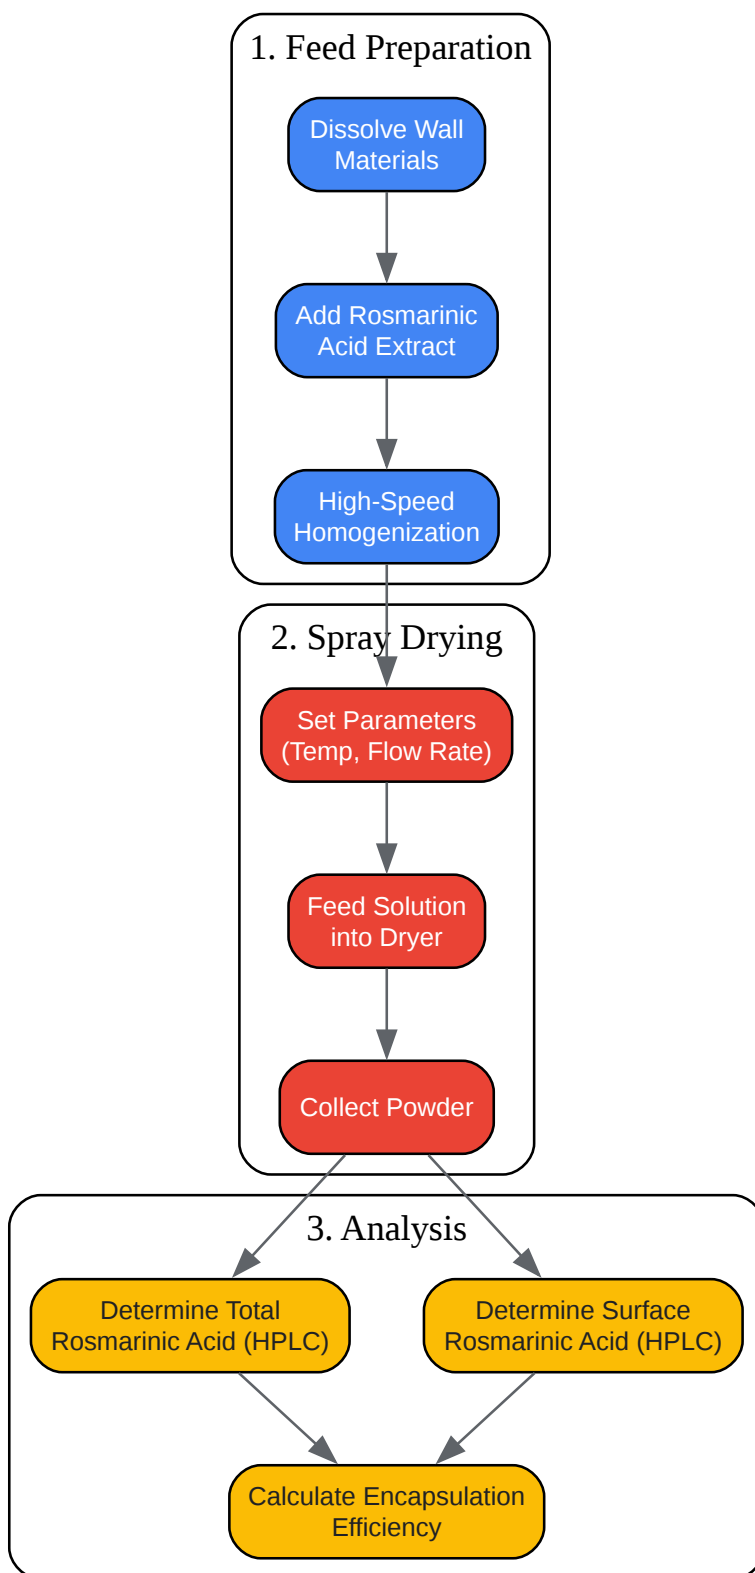 1. Feed Preparation
Dissolve Wall
Materials
Add Rosmarinic
Acid Extract
High-Speed
Homogenization
2. Spray Drying
Set Parameters
(Temp, Flow Rate)
Feed Solution
into Dryer
Collect Powder
3. Analysis
Determine Total
Rosmarinic Acid (HPLC)
Determine Surface
Rosmarinic Acid (HPLC)
Calculate Encapsulation
Efficiency